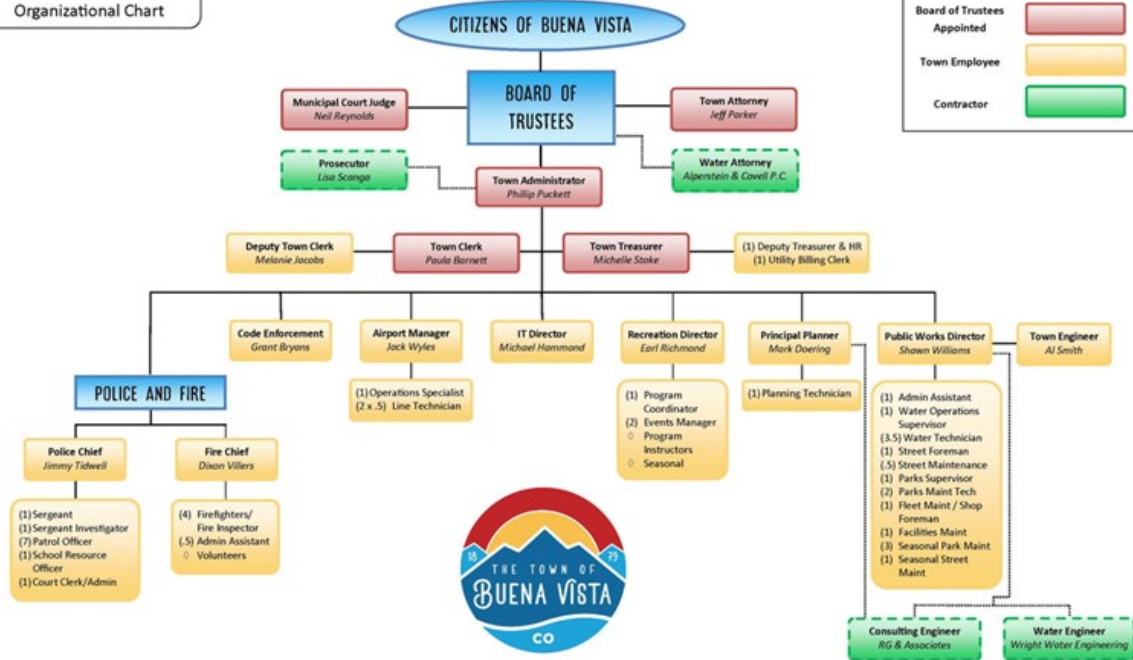 Organizational Chart
CITIZENS OF BUENA VISTA
Board of Trustees
Appointed
Town Employee
Contractor
BOARD OF
TRUSTEES
Municipal Court Judge
Neil Reynolds
Town Attorney
Jeff Parker
Prosecutor
Lisa Scanga
Water Attorney
Alperstein & Covell P.C.
Town Administrator
Phillip Puckett
Deputy Town Clerk
Melanie Jacobs
Town Clerk
Paula Barnett
Town Treasurer
Michelle Stoke
(1) Deputy Treasurer & HR
(1) Utility Billing Clerk
Code Enforcement
Grant Bryans
Airport Manager
Jack Wyles
IT Director
Michael Hammond
Recreation Director
Earl Richmond
Principal Planner
Mark Doering
Public Works Director
Shawn Williams
Town Engineer
Al Smith
POLICE AND FIRE
(1) Operations Specialist
(2 x .5) Line Technician
(1) Program
Coordinator
(2) Events Manager
◊ Program
Instructors
◊ Seasonal
(1) Planning Technician
(1) Admin Assistant
(1) Water Operations
Supervisor
(3.5) Water Technician
(1) Street Foreman
(.5) Street Maintenance
(1) Parks Supervisor
(2) Parks Maint Tech
(1) Fleet Maint / Shop
Foreman
(1) Facilities Maint
(3) Seasonal Park Maint
(1) Seasonal Street
Maint
Police Chief
Jimmy Tidwell
Fire Chief
Dixon Villers
(1) Sergeant
(1) Sergeant Investigator
(7) Patrol Officer
(1) School Resource
Officer
(1) Court Clerk/Admin
(4) Firefighters/
Fire Inspector
(.5) Admin Assistant
◊ Volunteers
18 79
THE TOWN OF
BUENA VISTA
CO
Consulting Engineer
RG & Associates
Water Engineer
Wright Water Engineering